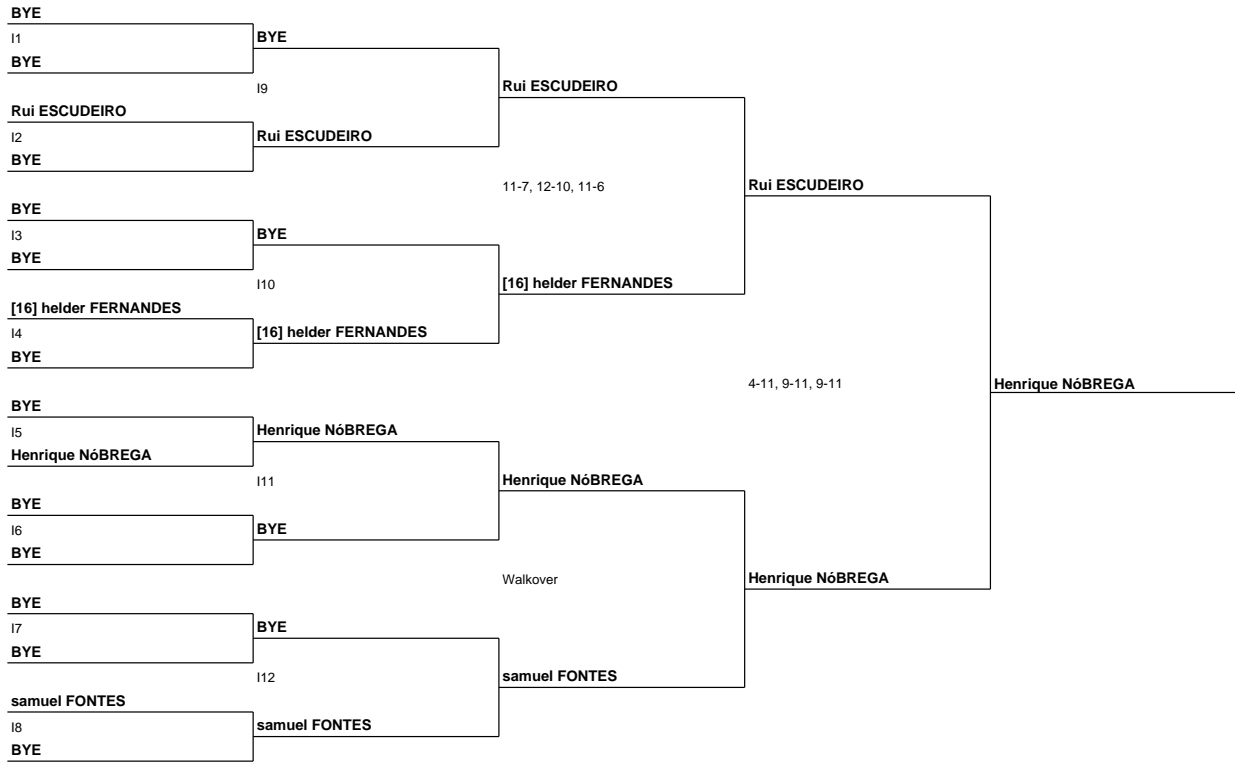 BYE
I1
BYE
BYE
I9
Rui ESCUDEIRO
Rui ESCUDEIRO
I2
Rui ESCUDEIRO
BYE
11-7, 12-10, 11-6
Rui ESCUDEIRO
BYE
I3
BYE
BYE
I10
[16] helder FERNANDES
[16] helder FERNANDES
I4
[16] helder FERNANDES
BYE
4-11, 9-11, 9-11
Henrique NóBREGA
BYE
I5
Henrique NóBREGA
Henrique NóBREGA
I11
Henrique NóBREGA
BYE
I6
BYE
BYE
Walkover
Henrique NóBREGA
BYE
I7
BYE
BYE
I12
samuel FONTES
samuel FONTES
I8
samuel FONTES
BYE